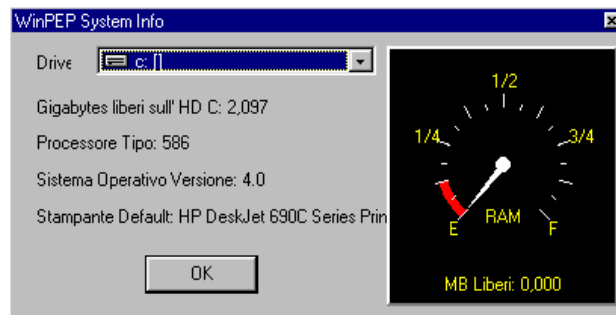 WinPEP System Info
Drive c: []
Gigabytes liberi sull' HD C: 2,097
Processore Tipo: 586
Sistema Operativo Versione: 4.0
Stampante Default: HP DeskJet 690C Series Prin
OK
1/2
1/4 3/4
E RAM F
MB Liberi: 0,000